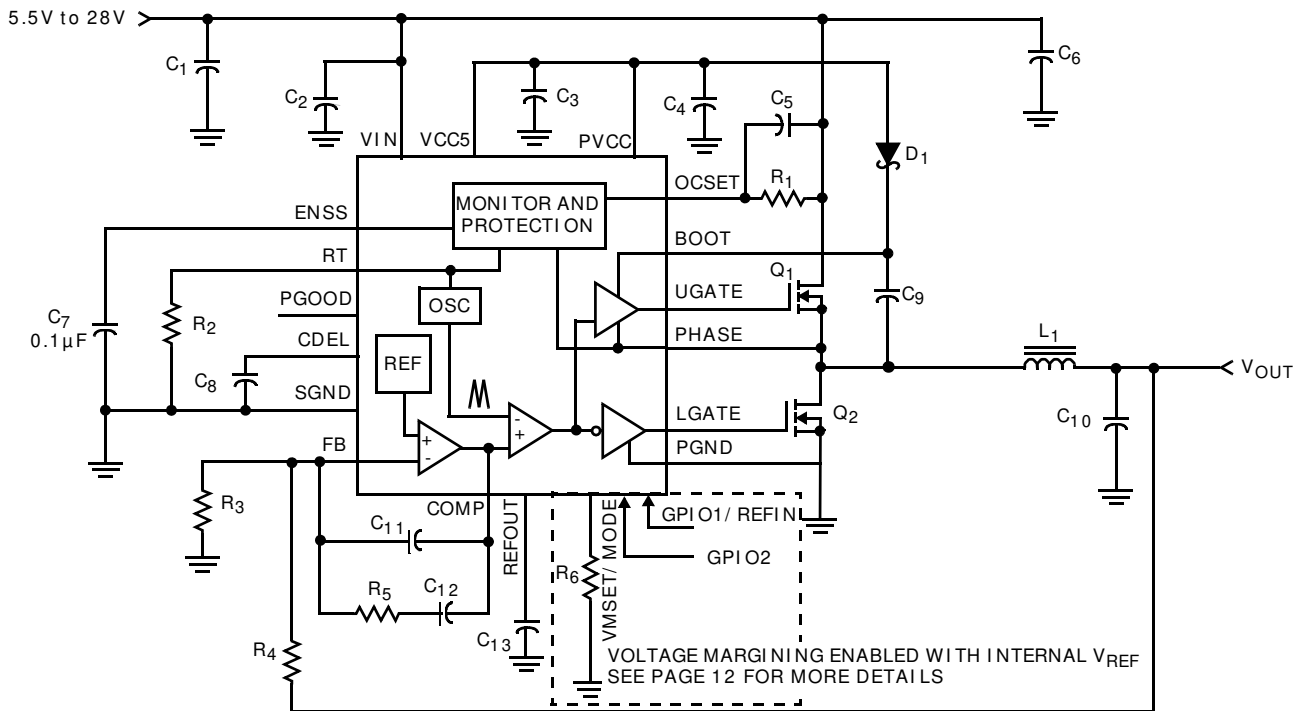 5.5V to 28V
C1
C2
C3
C4
C5
C6
VIN
VCC5
PVCC
D1
OCSET
R1
MONITOR AND
PROTECTION
ENSS
BOOT
RT
Q1
OSC
UGATE
C9
PGOOD
C7
0.1µF
R2
CDEL
REF
PHASE
L1
VOUT
C8
SGND
LGATE
Q2
C10
- +
FB
+ -
PGND
COMP
R3
REFOUT
VMSET/MODE
GPIO1/REFIN
C11
GPIO2
R6
R5
C12
C13
R4
VOLTAGE MARGINING ENABLED WITH INTERNAL VREF
SEE PAGE 12 FOR MORE DETAILS